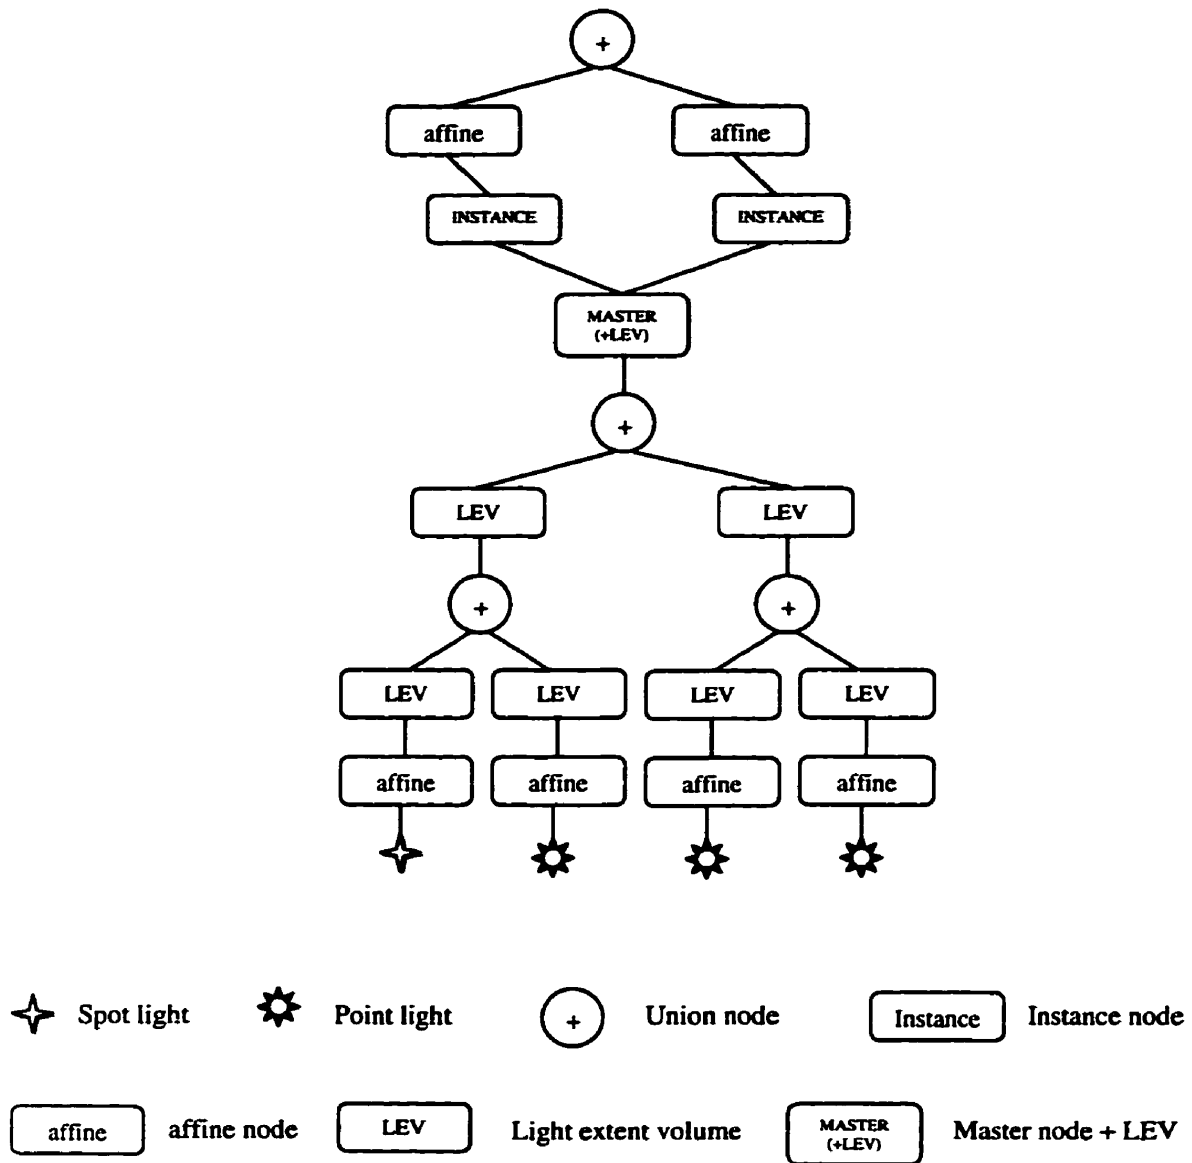 +
affine affine
INSTANCE INSTANCE
MASTER
(+LEV)
+
LEV LEV
+ +
LEV LEV LEV LEV
affine affine affine affine
Spot light Point light + Union node Instance Instance node
affine affine node LEV Light extent volume MASTER
(+LEV) Master node + LEV